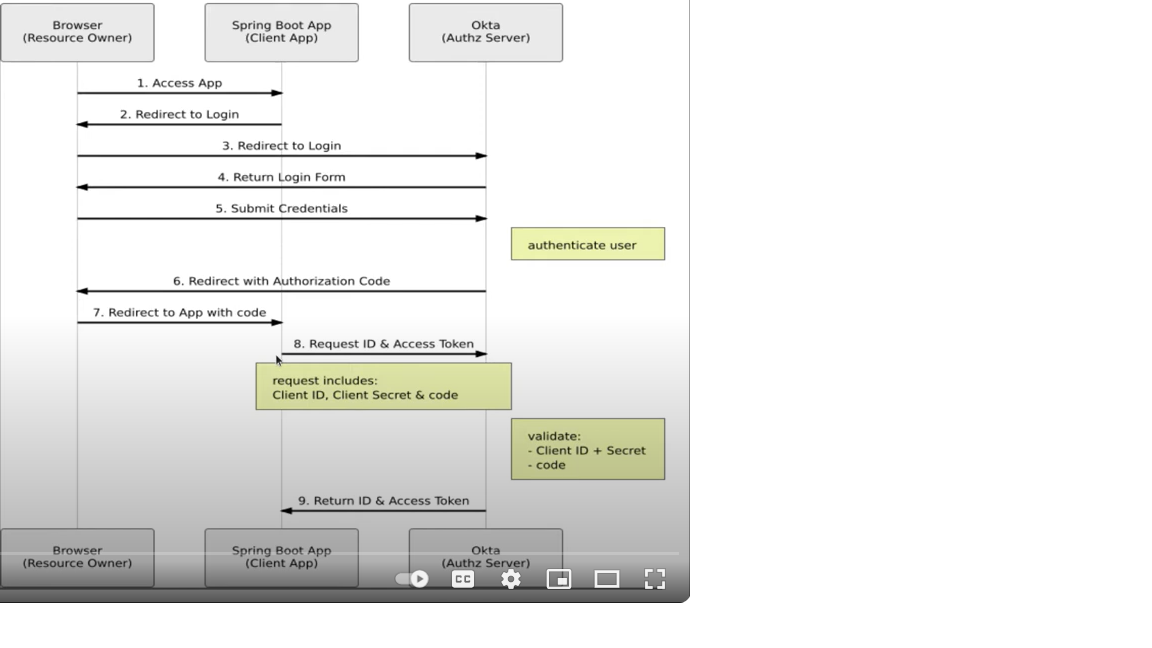 Browser
(Resource Owner)
Spring Boot App
(Client App)
Okta
(Authz Server)
1. Access App
2. Redirect to Login
3. Redirect to Login
4. Return Login Form
5. Submit Credentials
authenticate user
6. Redirect with Authorization Code
7. Redirect to App with code
8. Request ID & Access Token
request includes:
Client ID, Client Secret & code
validate:
- Client ID + Secret
- code
9. Return ID & Access Token
Browser
(Resource Owner)
Spring Boot App
(Client App)
Okta
(Authz Server)
CC